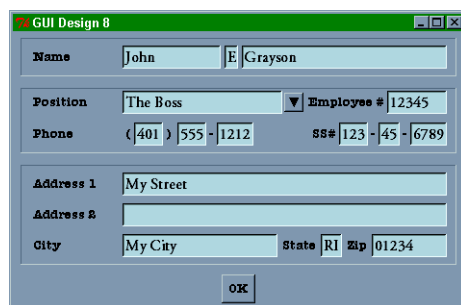 GUI Design 8
Name John E Grayson
Position The Boss Employee # 12345
Phone ( 401 ) 555 - 1212 SS# 123 - 45 - 6789
Address 1 My Street
Address 2
City My City State RI Zip 01234
OK